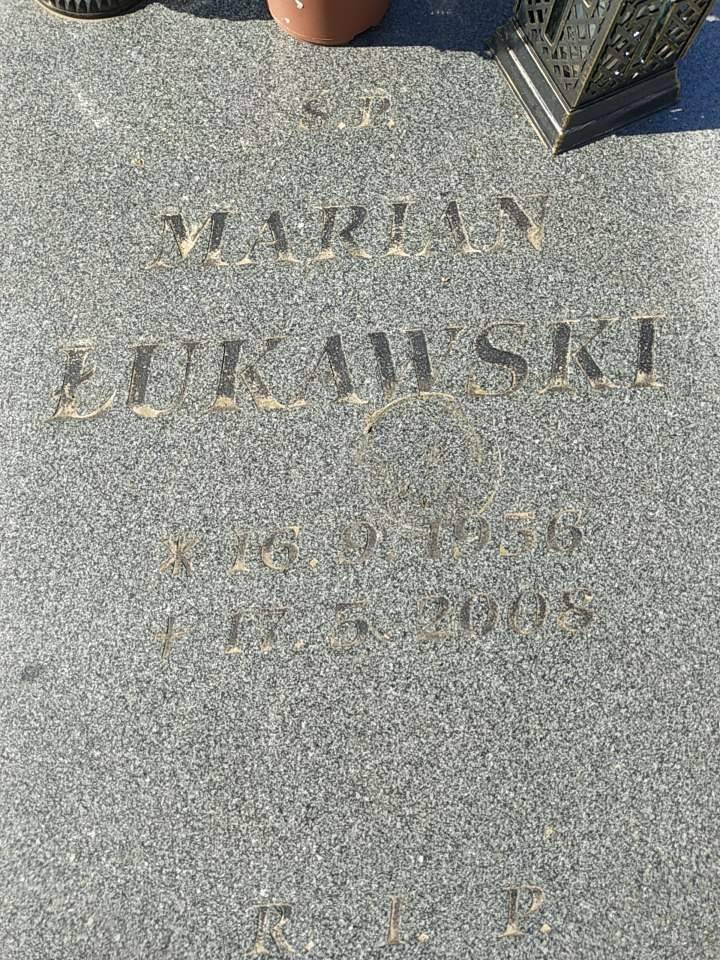 Ś.P.
MARIAN
ŁUKAWSKI
* 16.9.1936
+ 17.5.2008
R. I. P.